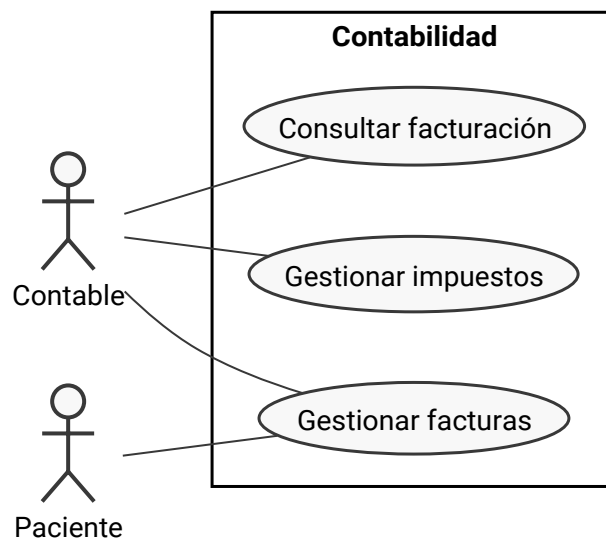 Contabilidad
Consultar facturación
Gestionar impuestos
Contable
Gestionar facturas
Paciente